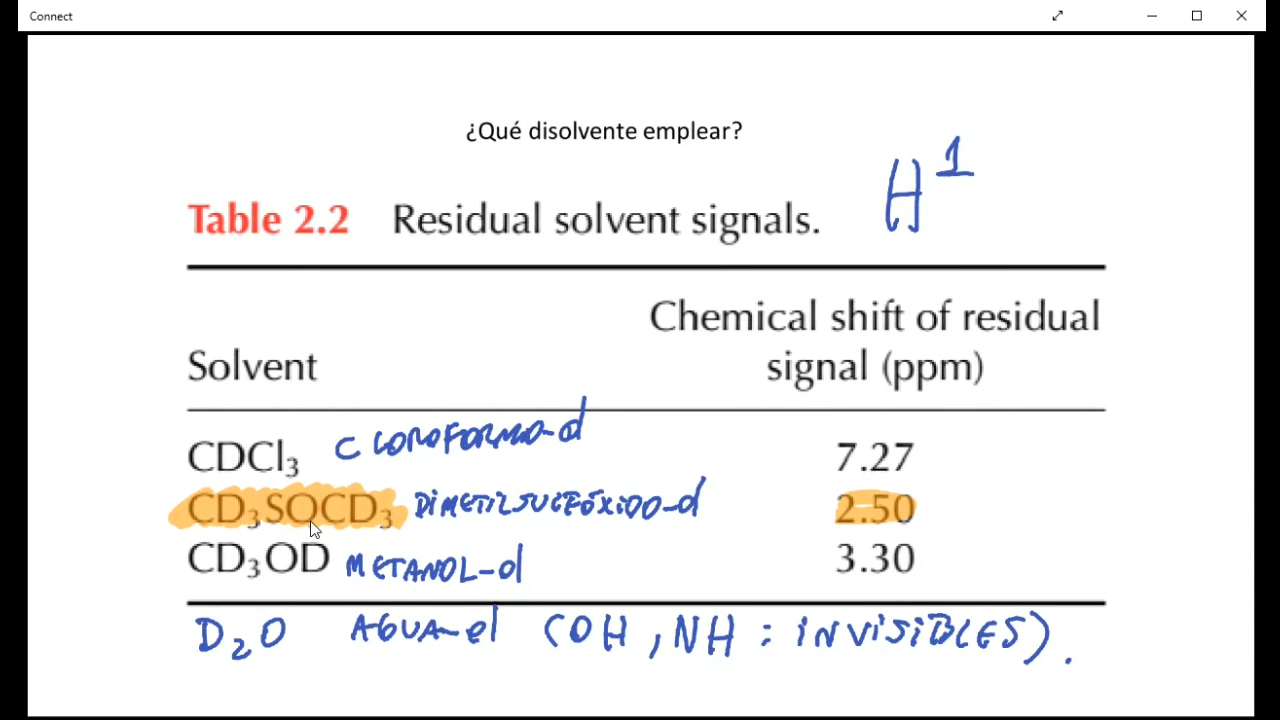 Connect
¿Qué disolvente emplear?
H¹
Table 2.2 Residual solvent signals.
Solvent Chemical shift of residual signal (ppm)
CDCl₃ CLOROFORMO-d 7.27
CD₃SOCD₃ DIMETILSULFÓXIDO-d 2.50
CD₃OD METANOL-d 3.30
D₂O AGUA-d (OH, NH: INVISIBLES).